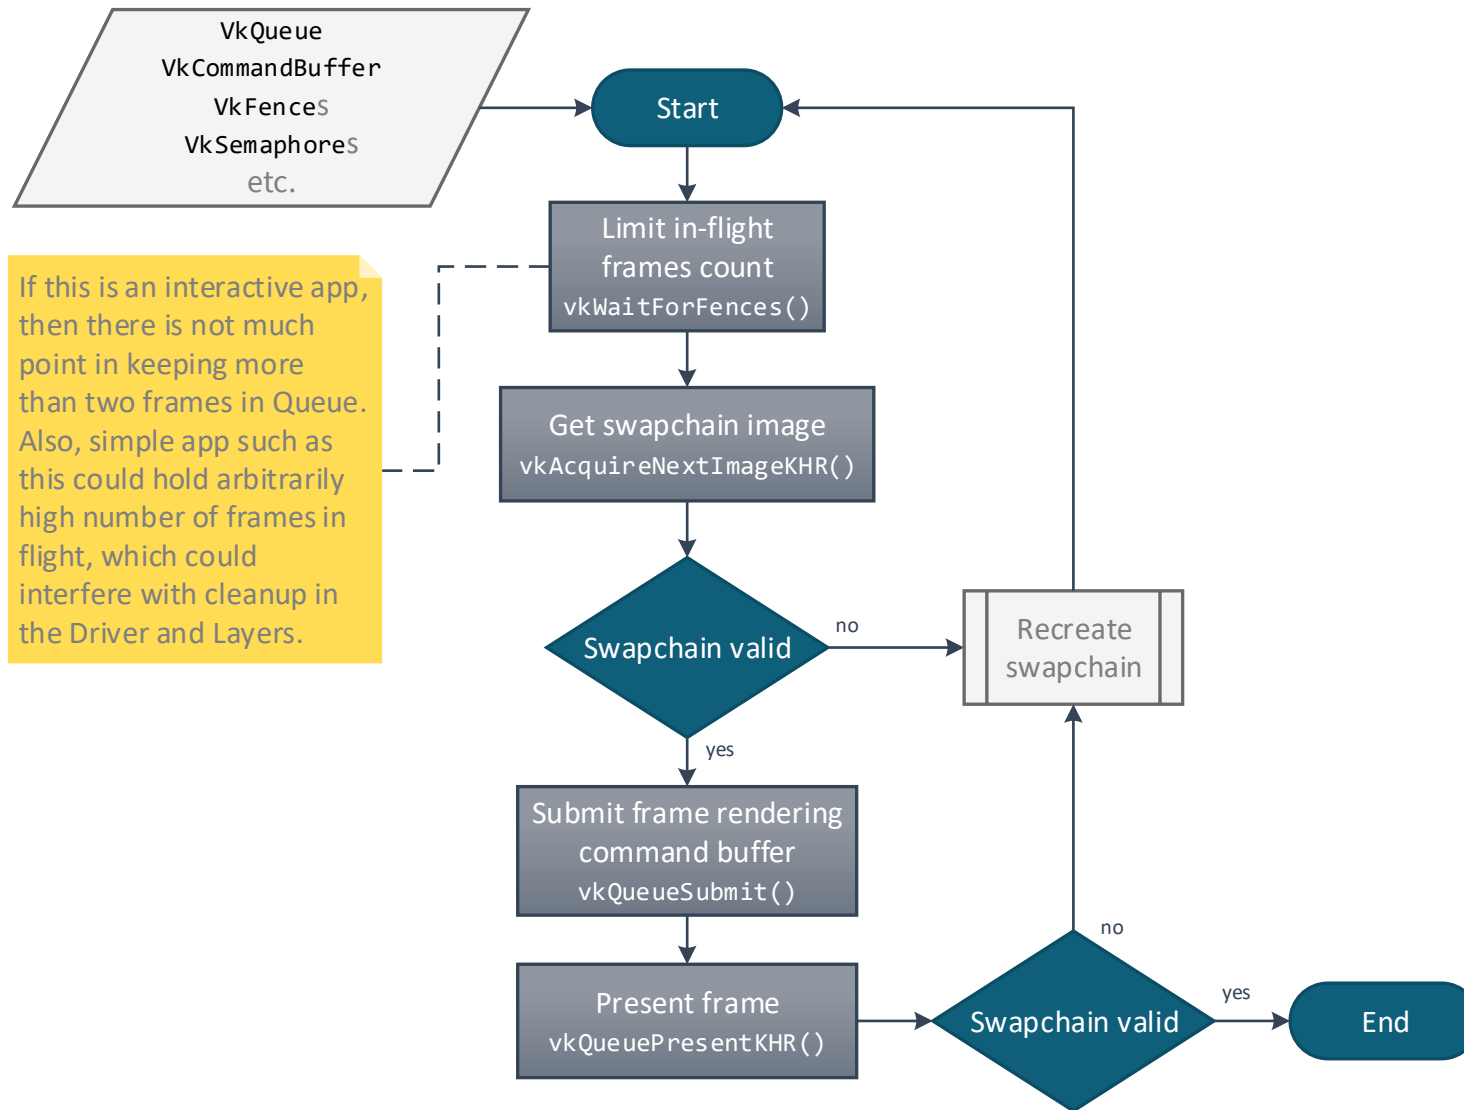 VkQueue
VkCommandBuffer
VkFences
VkSemaphores
etc.
Start
Limit in-flight
frames count
vkWaitForFences()
If this is an interactive app,
then there is not much
point in keeping more
than two frames in Queue.
Also, simple app such as
this could hold arbitrarily
high number of frames in
flight, which could
interfere with cleanup in
the Driver and Layers.
Get swapchain image
vkAcquireNextImageKHR()
Swapchain valid
no
Recreate
swapchain
yes
Submit frame rendering
command buffer
vkQueueSubmit()
Present frame
vkQueuePresentKHR()
Swapchain valid
no
yes
End